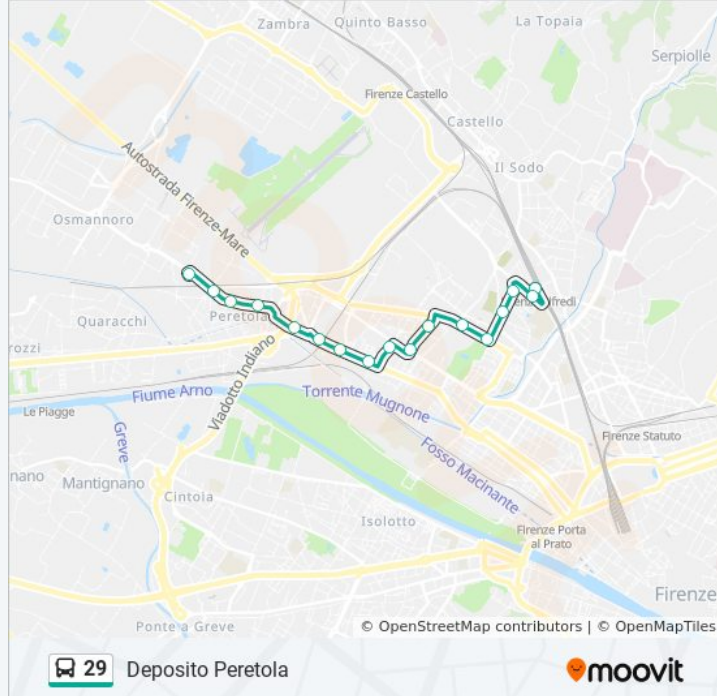 Zambra
Quinto Basso
La Topaia
Serpiolle
Firenze Castello
Castello
Il Sodo
Autostrada Firenze-Mare
Osmannoro
Quaracchi
Peretola
Viadotto Indiano
Fiume Arno
Torrente Mugnone
Le Piagge
Greve
Fosso Macinante
Firenze Statuto
Mantignano
Cintoia
Isolotto
Firenze Porta
al Prato
Firenze
Ponte a Greve
© OpenStreetMap contributors | © OpenMapTiles
29 Deposito Peretola
moovit